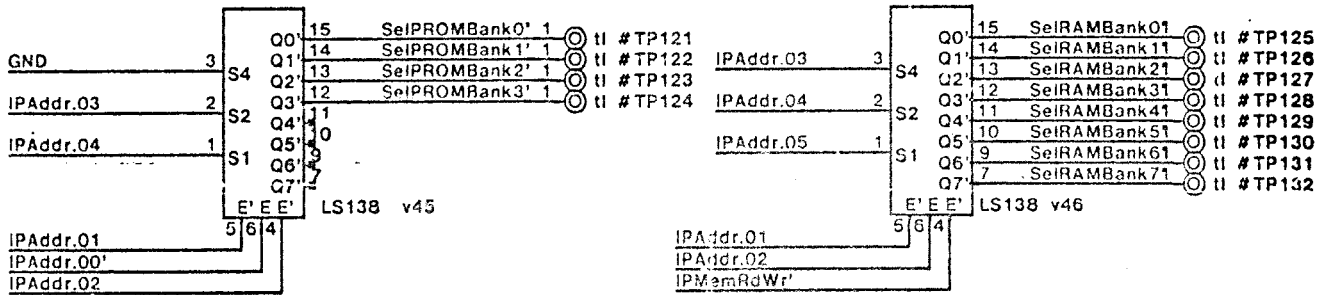 15 SelPROMBank0' 1 tl #TP121
Q0'
14 SelPROMBank1' 1 tl #TP122
Q1'
13 SelPROMBank2' 1 tl #TP123
Q2'
12 SelPROMBank3' 1 tl #TP124
Q3'
GND 3 S4
IPAddr.03 2 S2
IPAddr.04 1 S1
11
Q4'
10
Q5'
9
Q6'
7
Q7'
E' E E' LS138 v45
5 6 4
IPAddr.01
IPAddr.00'
IPAddr.02
15 SelRAMBank01 tl #TP125
Q0'
14 SelRAMBank11 tl #TP126
Q1'
13 SelRAMBank21 tl #TP127
Q2'
12 SelRAMBank31 tl #TP128
Q3'
11 SelRAMBank41 tl #TP129
Q4'
10 SelRAMBank51 tl #TP130
Q5'
9 SelRAMBank61 tl #TP131
Q6'
7 SelRAMBank71 tl #TP132
Q7'
IPAddr.03 3 S4
IPAddr.04 2 S2
IPAddr.05 1 S1
E' E E' LS138 v46
5 6 4
IPAddr.01
IPAddr.02
IPMemRdWr'